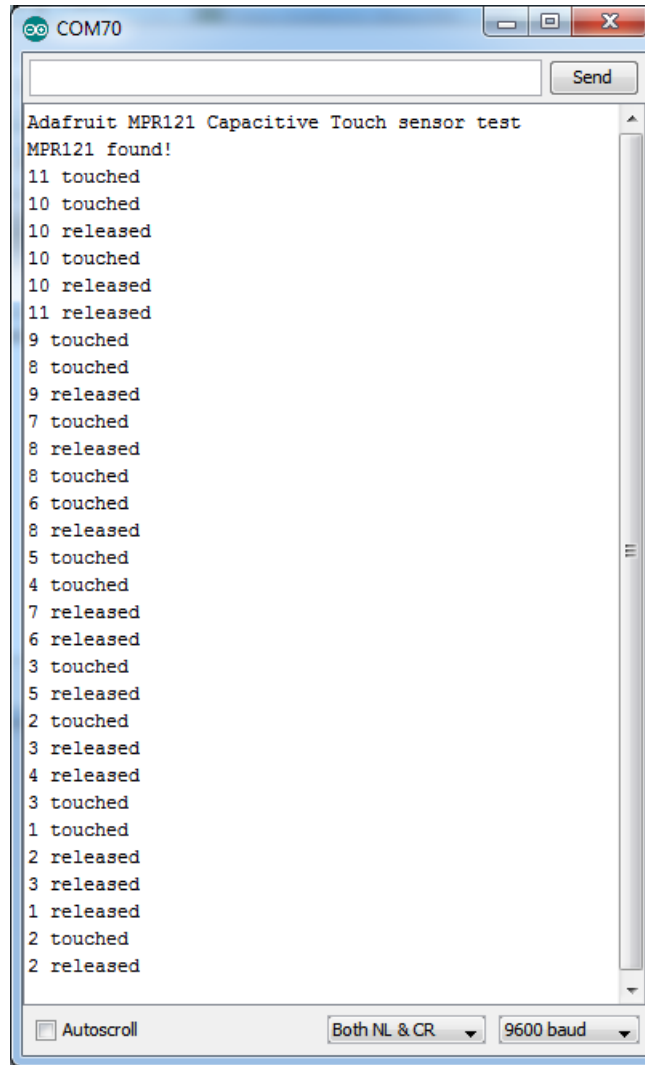 COM70
Send
Adafruit MPR121 Capacitive Touch sensor test
MPR121 found!
11 touched
10 touched
10 released
10 touched
10 released
11 released
9 touched
8 touched
9 released
7 touched
8 released
8 touched
6 touched
8 released
5 touched
4 touched
7 released
6 released
3 touched
5 released
2 touched
3 released
4 released
3 touched
1 touched
2 released
3 released
1 released
2 touched
2 released
Autoscroll Both NL & CR 9600 baud